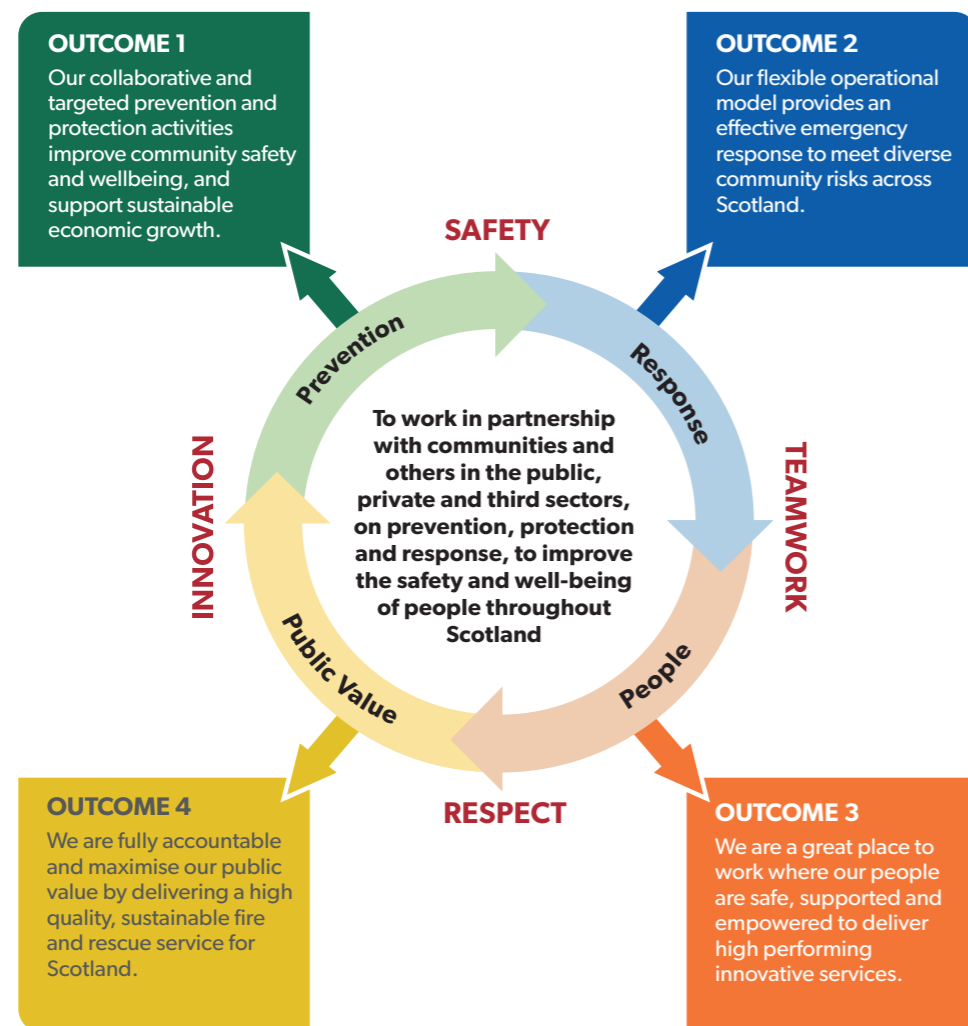 OUTCOME 1
Our collaborative and
targeted prevention and
protection activities
improve community safety
and wellbeing, and
support sustainable
economic growth.
OUTCOME 2
Our flexible operational
model provides an
effective emergency
response to meet diverse
community risks across
Scotland.
SAFETY
Prevention
Response
INNOVATION
To work in partnership
with communities and
others in the public,
private and third sectors,
on prevention, protection
and response, to improve
the safety and well-being
of people throughout
Scotland
TEAMWORK
Public Value
People
RESPECT
OUTCOME 4
We are fully accountable
and maximise our public
value by delivering a high
quality, sustainable fire
and rescue service for
Scotland.
OUTCOME 3
We are a great place to
work where our people
are safe, supported and
empowered to deliver
high performing
innovative services.